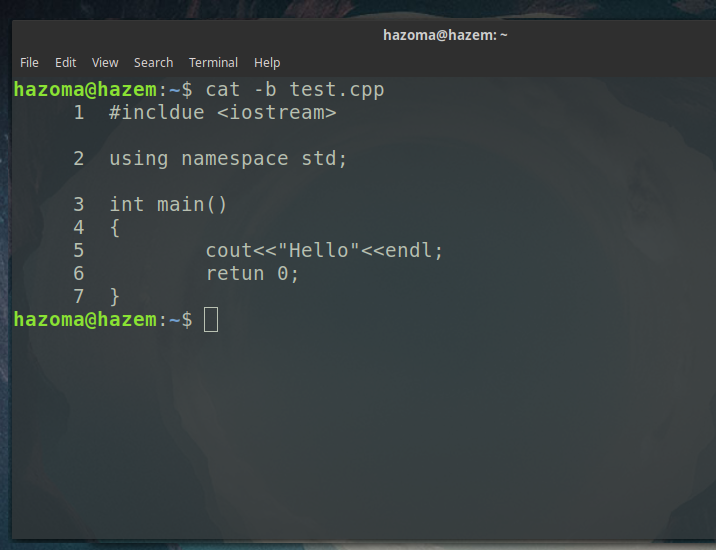 hazoma@hazem: ~
File Edit View Search Terminal Help
hazoma@hazem:~$ cat -b test.cpp
1 #incldue <iostream>
2 using namespace std;
3 int main()
4 {
5 cout<<"Hello"<<endl;
6 retun 0;
7 }
hazoma@hazem:~$